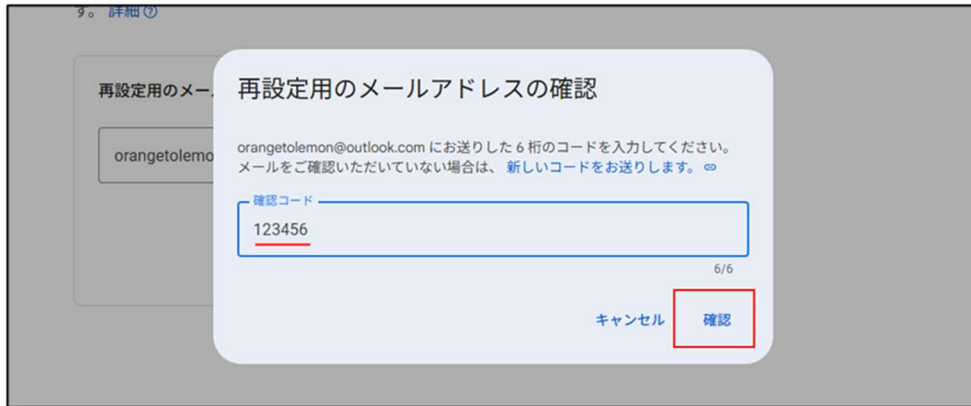 す。 詳細
再設定用のメー
再設定用のメールアドレスの確認
orangetolemo
orangetolemon@outlook.com にお送りした 6 桁のコードを入力してください。
メールをご確認いただいていない場合は、 新しいコードをお送りします。
確認コード
123456
6/6
キャンセル 確認